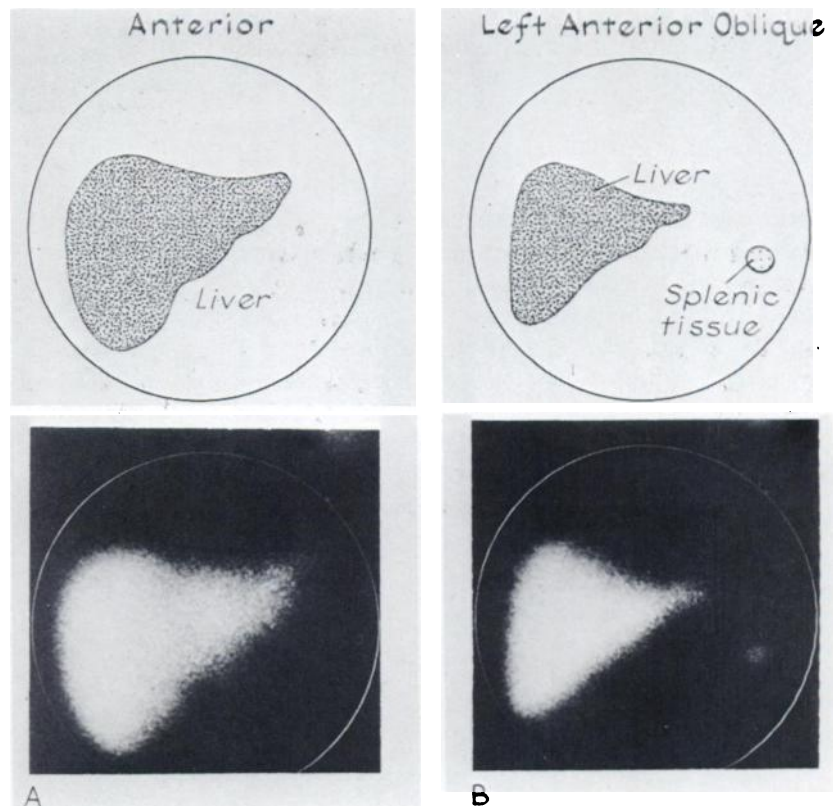 Anterior
Liver
Left Anterior Oblique
Liver
Splenic
tissue
A
B